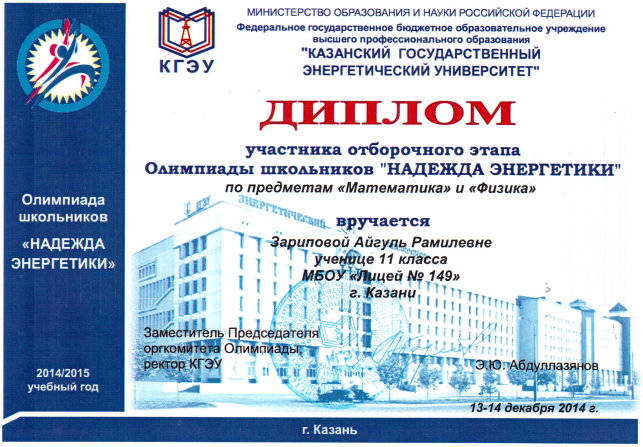 МИНИСТЕРСТВО ОБРАЗОВАНИЯ И НАУКИ РОССИЙСКОЙ ФЕДЕРАЦИИ
Федеральное государственное бюджетное образовательное учреждение
высшего профессионального образования
"КАЗАНСКИЙ ГОСУДАРСТВЕННЫЙ
ЭНЕРГЕТИЧЕСКИЙ УНИВЕРСИТЕТ"
КГЭУ
ДИПЛОМ
участника отборочного этапа
Олимпиады школьников "НАДЕЖДА ЭНЕРГЕТИКИ"
по предметам «Математика» и «Физика»
вручается
Зариповой Айгуль Рамилевне
ученице 11 класса
МБОУ «Лицей № 149»
г. Казани
ЭНЕРГЕТИЧЕСКИЙ
Заместитель Председателя
оргкомитета Олимпиады,
ректор КГЭУ
Э.Ю. Абдуллазянов
13-14 декабря 2014 г.
Олимпиада
школьников
«НАДЕЖДА
ЭНЕРГЕТИКИ»
2014/2015
учебный год
г. Казань